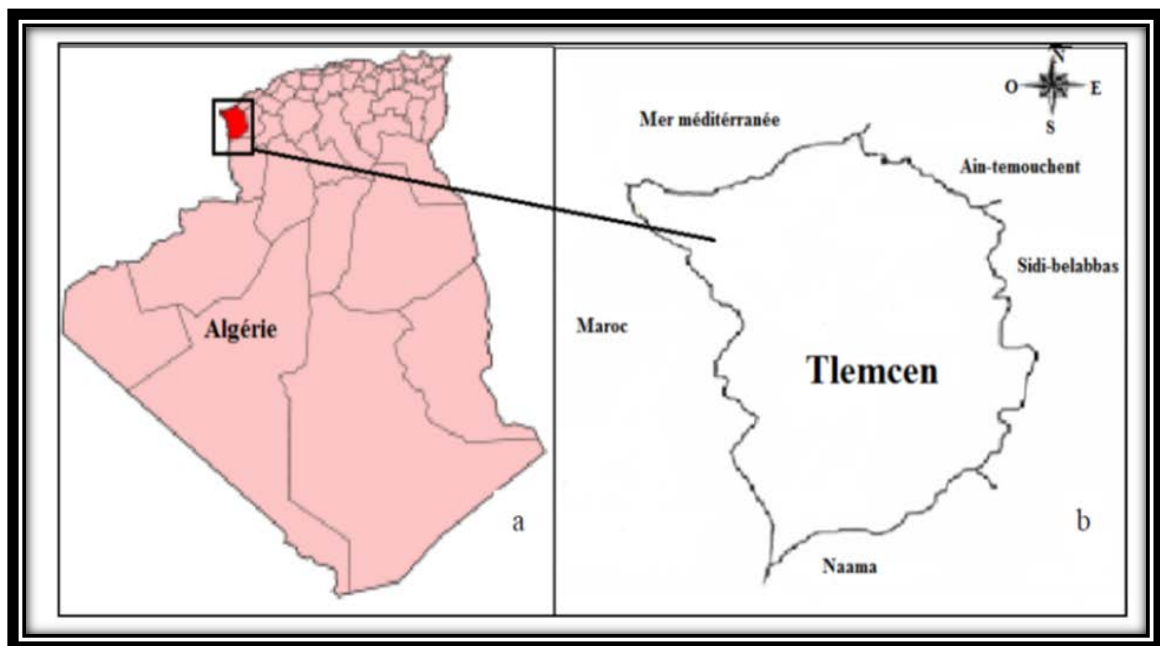 Algérie
a
N
O
E
S
Mer méditérranée
Ain-temouchent
Sidi-belabbas
Maroc
Tlemcen
Naama
b